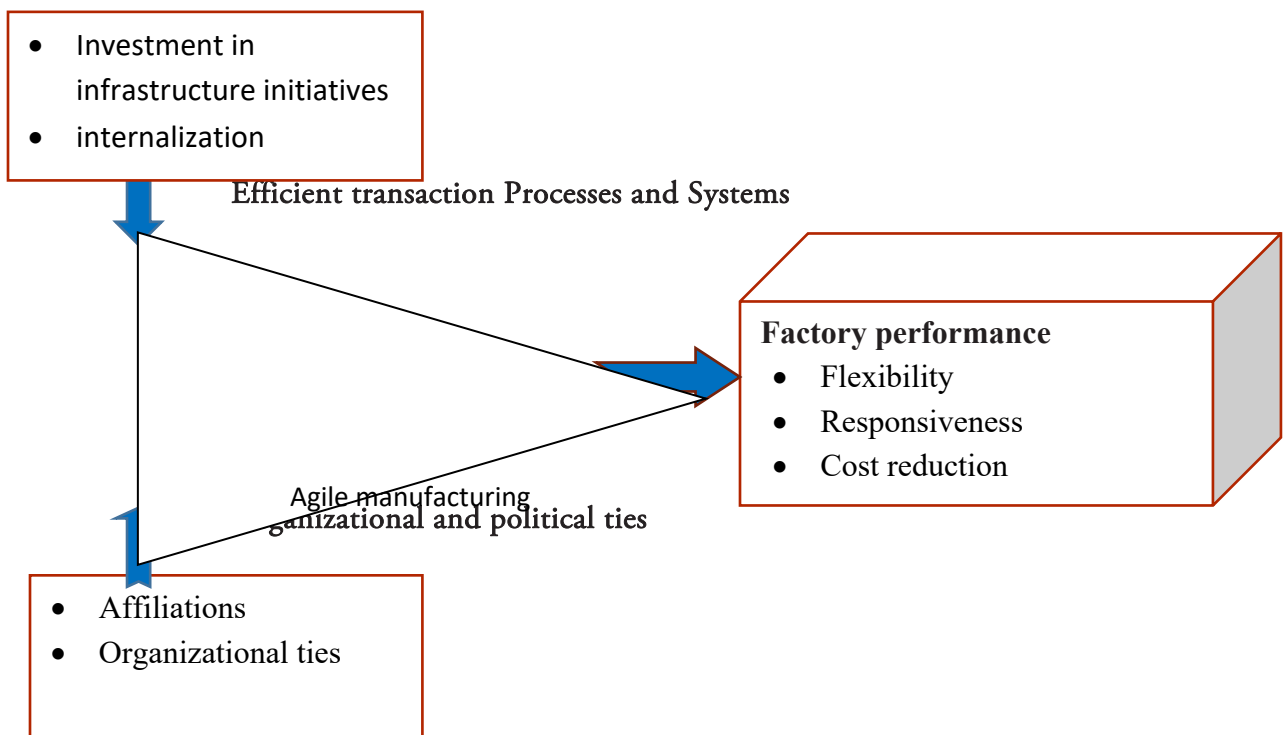 • Investment in
infrastructure initiatives
• internalization
Efficient transaction Processes and Systems
Factory performance
• Flexibility
• Responsiveness
• Cost reduction
Agile manufacturing
and political ties
• Affiliations
• Organizational ties